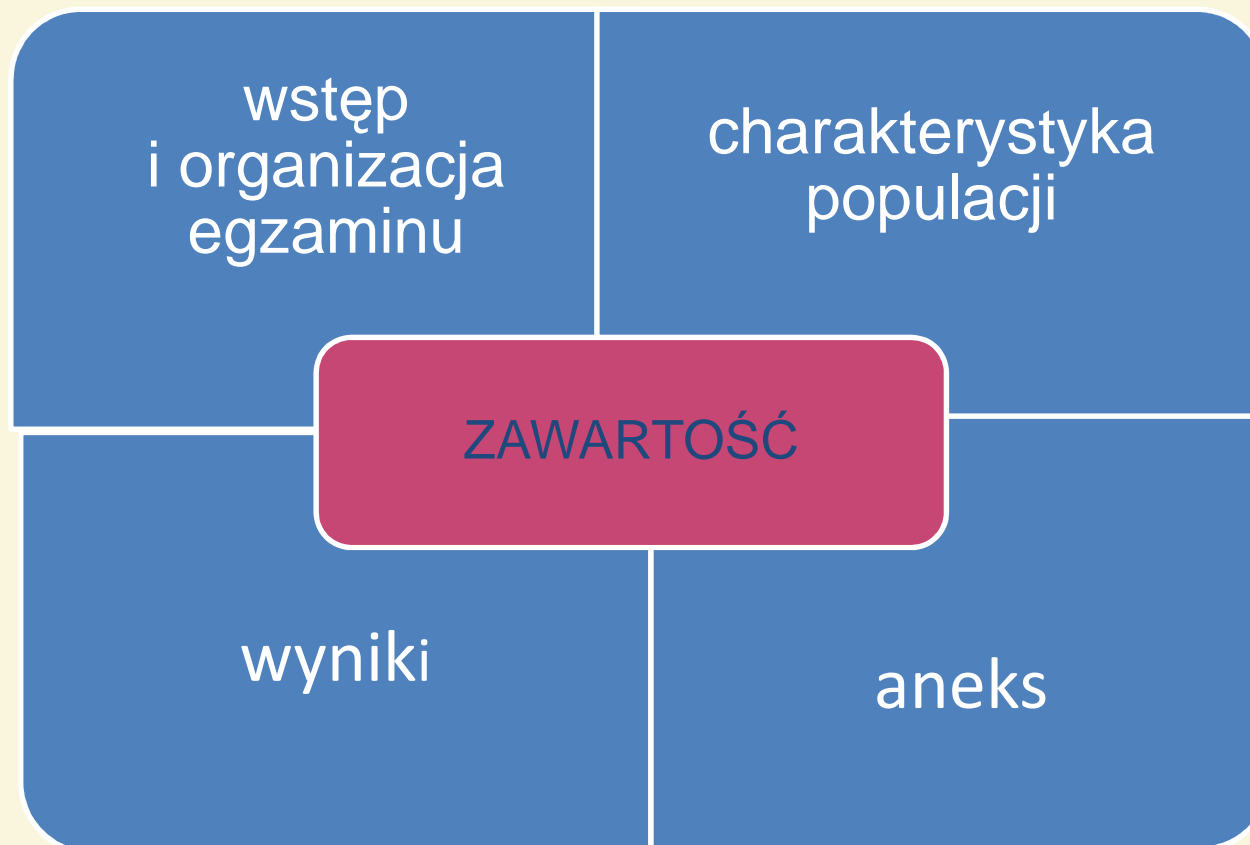 wstęp
i organizacja
egzaminu
charakterystyka
populacji
ZAWARTOŚĆ
wyniki
aneks